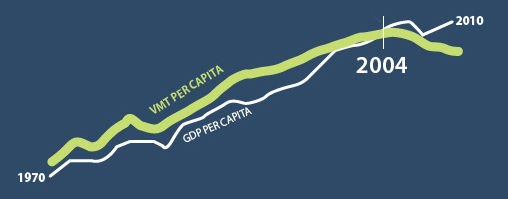 2010
2004
VMT PER CAPITA
GDP PER CAPITA
1970